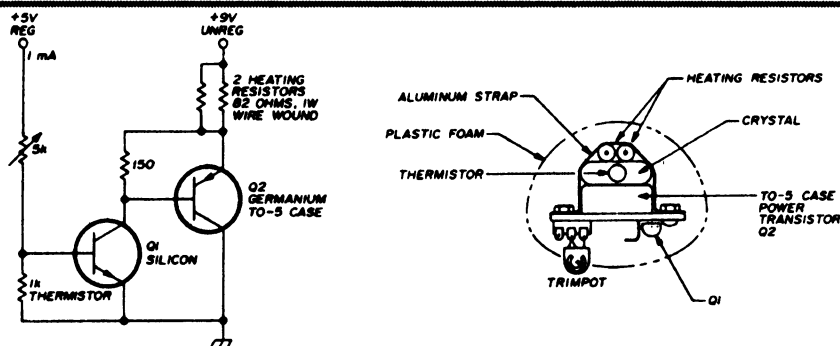 +5V
REG
+9V
UNREG
1 mA
2 HEATING
RESISTORS
82 OHMS, 1W
WIRE WOUND
5k
150
Q2
GERMANIUM
TO-5 CASE
Q1
SILICON
1k
THERMISTOR
HEATING RESISTORS
ALUMINUM STRAP
CRYSTAL
PLASTIC FOAM
THERMISTOR
TO-5 CASE
POWER
TRANSISTOR
Q2
TRIMPOT
Q1